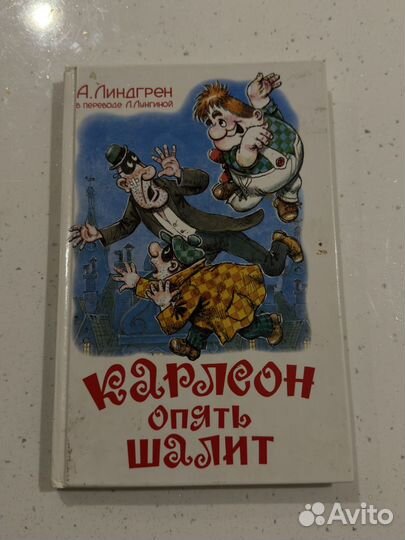 А. Линдгрен
в переводе Л.Лунгиной
Карлсон
опять
шалит
Avito